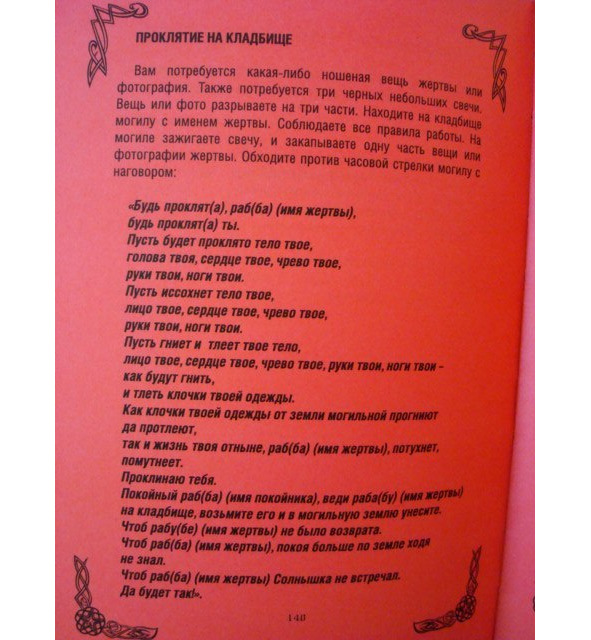 ПРОКЛЯТИЕ НА КЛАДБИЩЕ
Вам потребуется какая-либо ношеная вещь жертвы или
фотография. Также потребуется три черных небольших свечи.
Вещь или фото разрываете на три части. Находите на кладбище
могилу с именем жертвы. Соблюдаете все правила работы. На
могиле зажигаете свечу, и закапываете одну часть вещи или
фотографии жертвы. Обходите против часовой стрелки могилу с
наговором:
«Будь проклят(а), раб(ба) (имя жертвы),
будь проклят(а) ты.
Пусть будет проклято тело твое,
голова твоя, сердце твое, чрево твое,
руки твои, ноги твои.
Пусть иссохнет тело твое,
лицо твое, сердце твое, чрево твое,
руки твои, ноги твои.
Пусть гниет и тлеет твое тело,
лицо твое, сердце твое, чрево твое, руки твои, ноги твои –
как будут гнить,
и тлеть клочки твоей одежды.
Как клочки твоей одежды от земли могильной прогниют
да протлеют,
так и жизнь твоя отныне, раб(ба) (имя жертвы), потухнет,
помутнеет.
Проклинаю тебя.
Покойный раб(ба) (имя покойника), веди раба(бу) (имя жертвы)
на кладбище, возьмите его и в могильную землю унесите.
Чтоб рабу(бе) (имя жертвы) не было возврата.
Чтоб раб(ба) (имя жертвы), покоя больше по земле ходя
не знал.
Чтоб раб(ба) (имя жертвы) Солнышка не встречал.
Да будет так!».
140